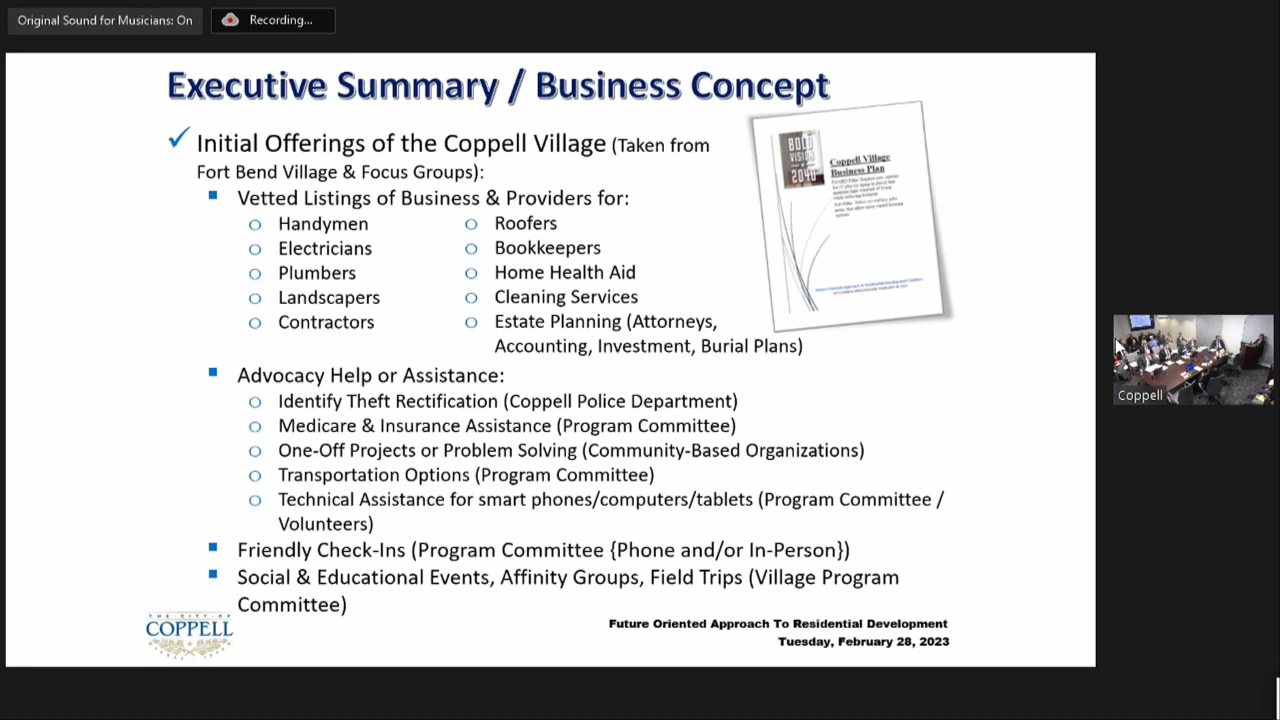 Original Sound for Musicians: On
Recording...
Executive Summary / Business Concept
Initial Offerings of the Coppell Village (Taken from
Fort Bend Village & Focus Groups):
Vetted Listings of Business & Providers for:
Handymen
Electricians
Plumbers
Landscapers
Contractors
Roofers
Bookkeepers
Home Health Aid
Cleaning Services
Estate Planning (Attorneys,
Accounting, Investment, Burial Plans)
BOLD
VISION
2040
Coppell Village
Business Plan
Advocacy Help or Assistance:
Identify Theft Rectification (Coppell Police Department)
Medicare & Insurance Assistance (Program Committee)
One-Off Projects or Problem Solving (Community-Based Organizations)
Transportation Options (Program Committee)
Technical Assistance for smart phones/computers/tablets (Program Committee /
Volunteers)
Friendly Check-Ins (Program Committee {Phone and/or In-Person})
Social & Educational Events, Affinity Groups, Field Trips (Village Program
Committee)
THE CITY OF
COPPELL
Future Oriented Approach To Residential Development
Tuesday, February 28, 2023
Coppell